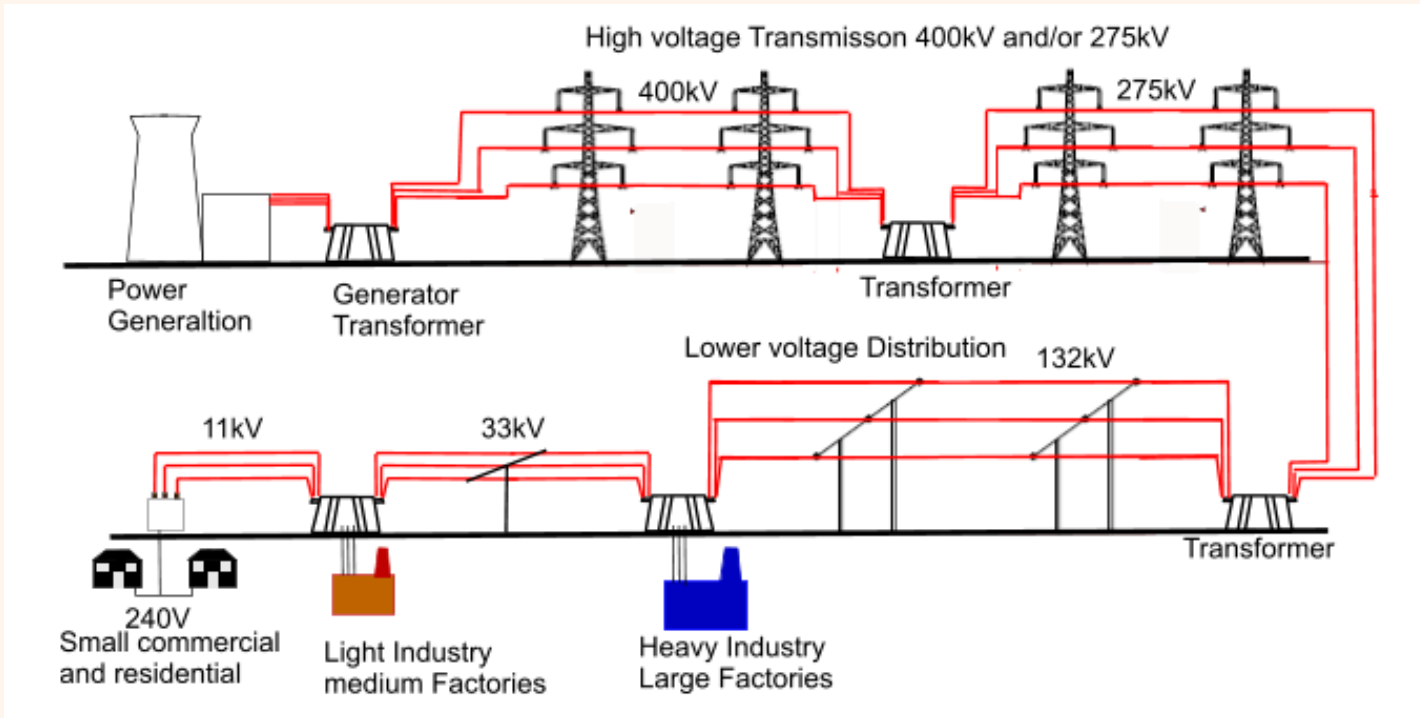 High voltage Transmisson 400kV and/or 275kV
400kV
275kV
Power
Generaltion
Generator
Transformer
Transformer
Lower voltage Distribution
132kV
11kV
33kV
Transformer
240V
Small commercial
and residential
Light Industry
medium Factories
Heavy Industry
Large Factories